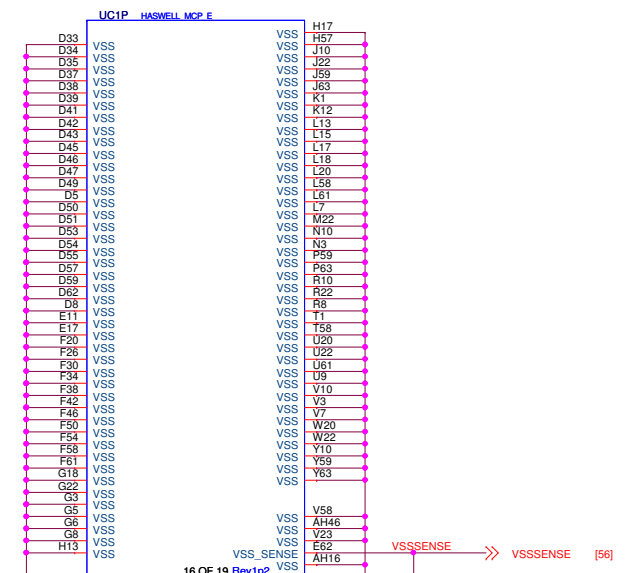 UC1P HASWELL_MCP_E
D33 VSS
D34 VSS
D35 VSS
D37 VSS
D38 VSS
D39 VSS
D41 VSS
D42 VSS
D43 VSS
D45 VSS
D46 VSS
D47 VSS
D49 VSS
D5 VSS
D50 VSS
D51 VSS
D53 VSS
D54 VSS
D55 VSS
D57 VSS
D59 VSS
D62 VSS
D8 VSS
E11 VSS
E17 VSS
F20 VSS
F26 VSS
F30 VSS
F34 VSS
F38 VSS
F42 VSS
F46 VSS
F50 VSS
F54 VSS
F58 VSS
F61 VSS
G18 VSS
G22 VSS
G3 VSS
G5 VSS
G6 VSS
G8 VSS
H13 VSS
VSS H17
VSS H57
VSS J10
VSS J22
VSS J59
VSS J63
VSS K1
VSS K12
VSS L13
VSS L15
VSS L17
VSS L18
VSS L20
VSS L58
VSS L61
VSS L7
VSS M22
VSS N10
VSS N3
VSS P59
VSS P63
VSS R10
VSS R22
VSS R8
VSS T1
VSS T58
VSS U20
VSS U22
VSS U61
VSS U9
VSS V10
VSS V3
VSS V7
VSS W20
VSS W22
VSS Y10
VSS Y59
VSS Y63
VSS V58
VSS AH46
VSS V23
VSS_SENSE E62 VSSSENSE VSSSENSE [56]
VSS AH16
16 OF 19 Rev1p2